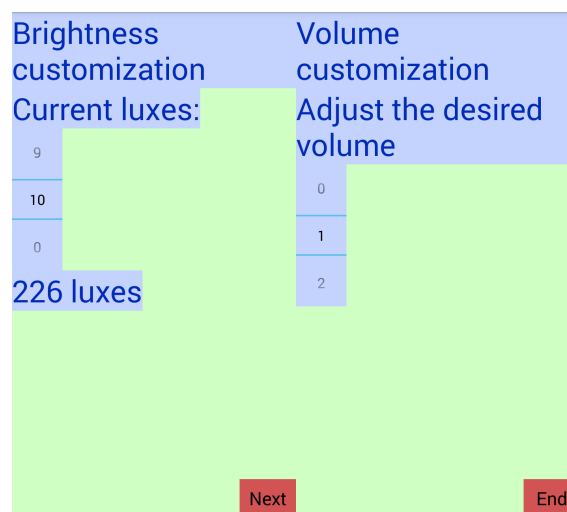 Brightness
customization
Current luxes:
9
10
0
226 luxes
Next
Volume
customization
Adjust the desired
volume
0
1
2
End